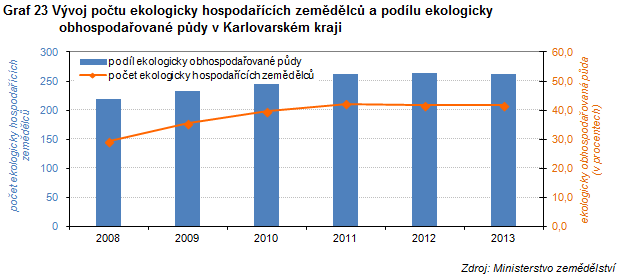 Graf 23 Vývoj počtu ekologicky hospodařících zemědělců a podílu ekologicky
obhospodařované půdy v Karlovarském kraji
podíl ekologicky obhospodařované půdy
počet ekologicky hospodařících zemědělců
počet ekologicky hospodařících
zemědělců
300
250
200
150
100
50
0
60,0
50,0
40,0
30,0
20,0
10,0
0,0
ekologicky obhospodařovaná půda
(v procentech)
2008 2009 2010 2011 2012 2013
Zdroj: Ministerstvo zemědělství